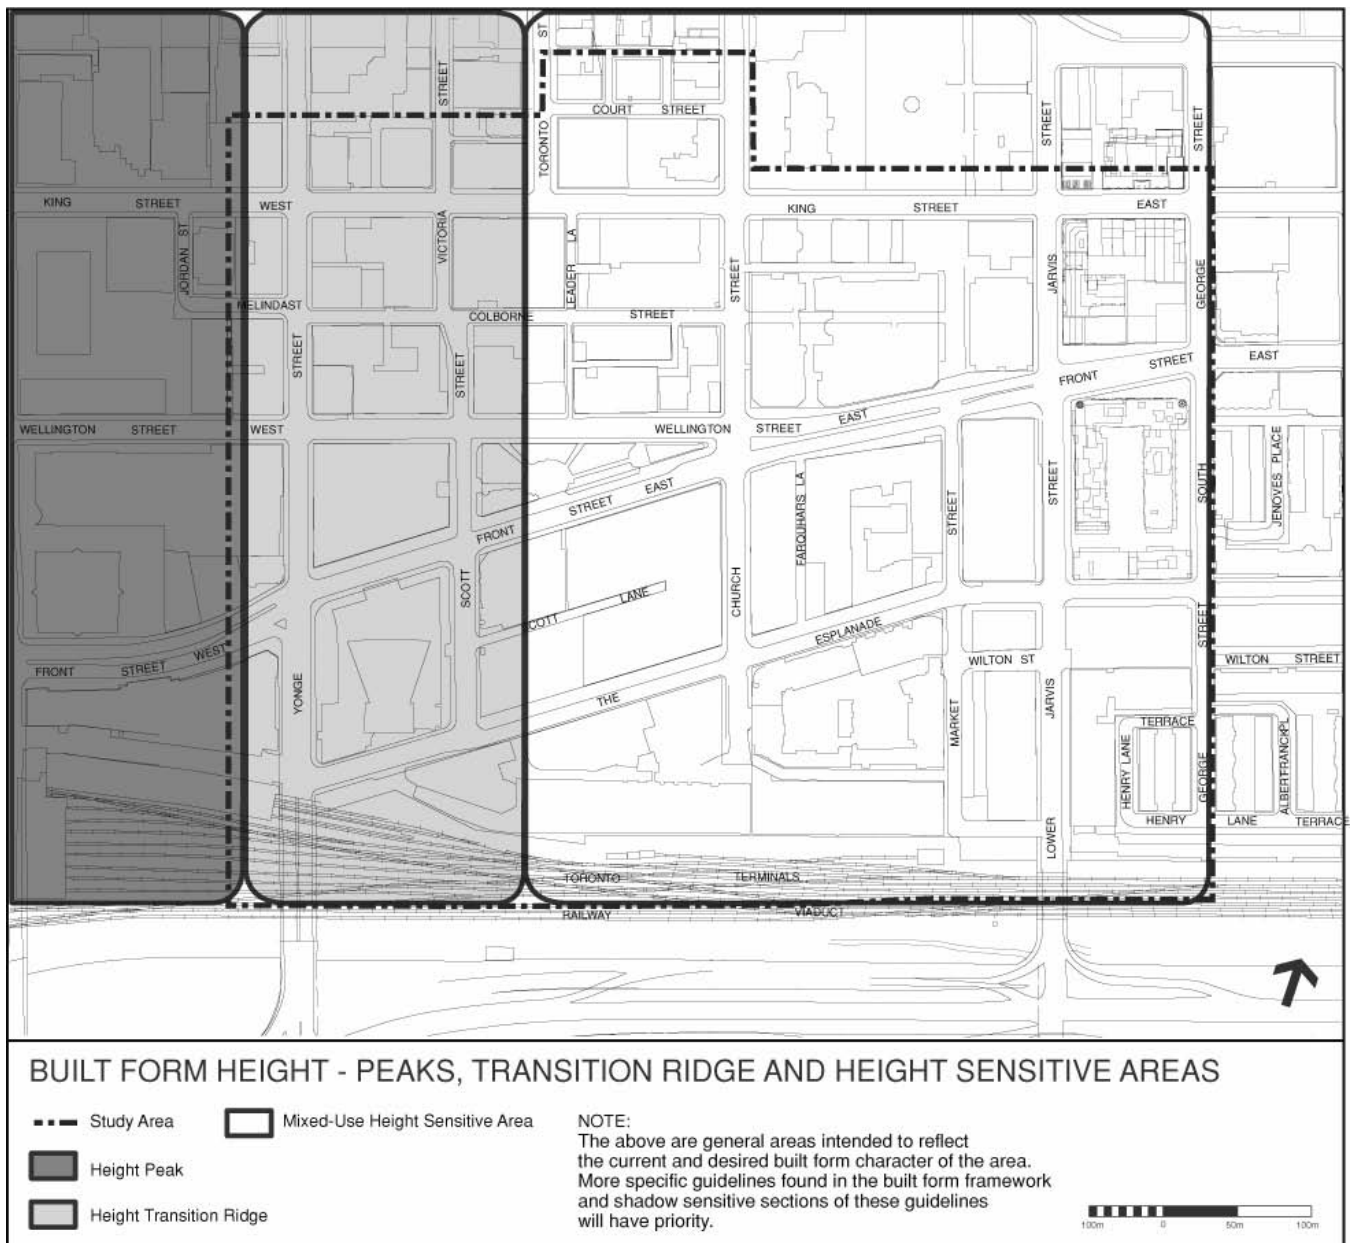 ST
STREET
COURT STREET
STREET
STREET
TORONTO
KING STREET WEST
KING STREET EAST
JORDAN ST
VICTORIA
LEADER LA
STREET
JARVIS
GEORGE
MELINDAST
COLBORNE STREET
STREET
STREET
FRONT STREET EAST
WELLINGTON STREET WEST
WELLINGTON STREET EAST
FRONT STREET EAST
SCOTT
COTT LANE
CHURCH
FARQUHARS LA
STREET
STREET
SOUTH
JENOVES PLACE
ESPLANADE
THE
WILTON ST
STREET
WILTON STREET
FRONT STREET WEST
YONGE
MARKET
JARVIS
TERRACE
HENRY LANE
GEORGE
ALBERTFRANCKPL
HENRY LANE TERRACE
LOWER
TORONTO TERMINALS
RAILWAY VIADUCT
BUILT FORM HEIGHT - PEAKS, TRANSITION RIDGE AND HEIGHT SENSITIVE AREAS
Study Area
Mixed-Use Height Sensitive Area
Height Peak
Height Transition Ridge
NOTE:
The above are general areas intended to reflect
the current and desired built form character of the area.
More specific guidelines found in the built form framework
and shadow sensitive sections of these guidelines
will have priority.
100m 0 50m 100m